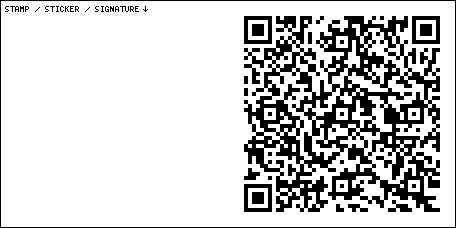 STAMP / STICKER / SIGNATURE ↓